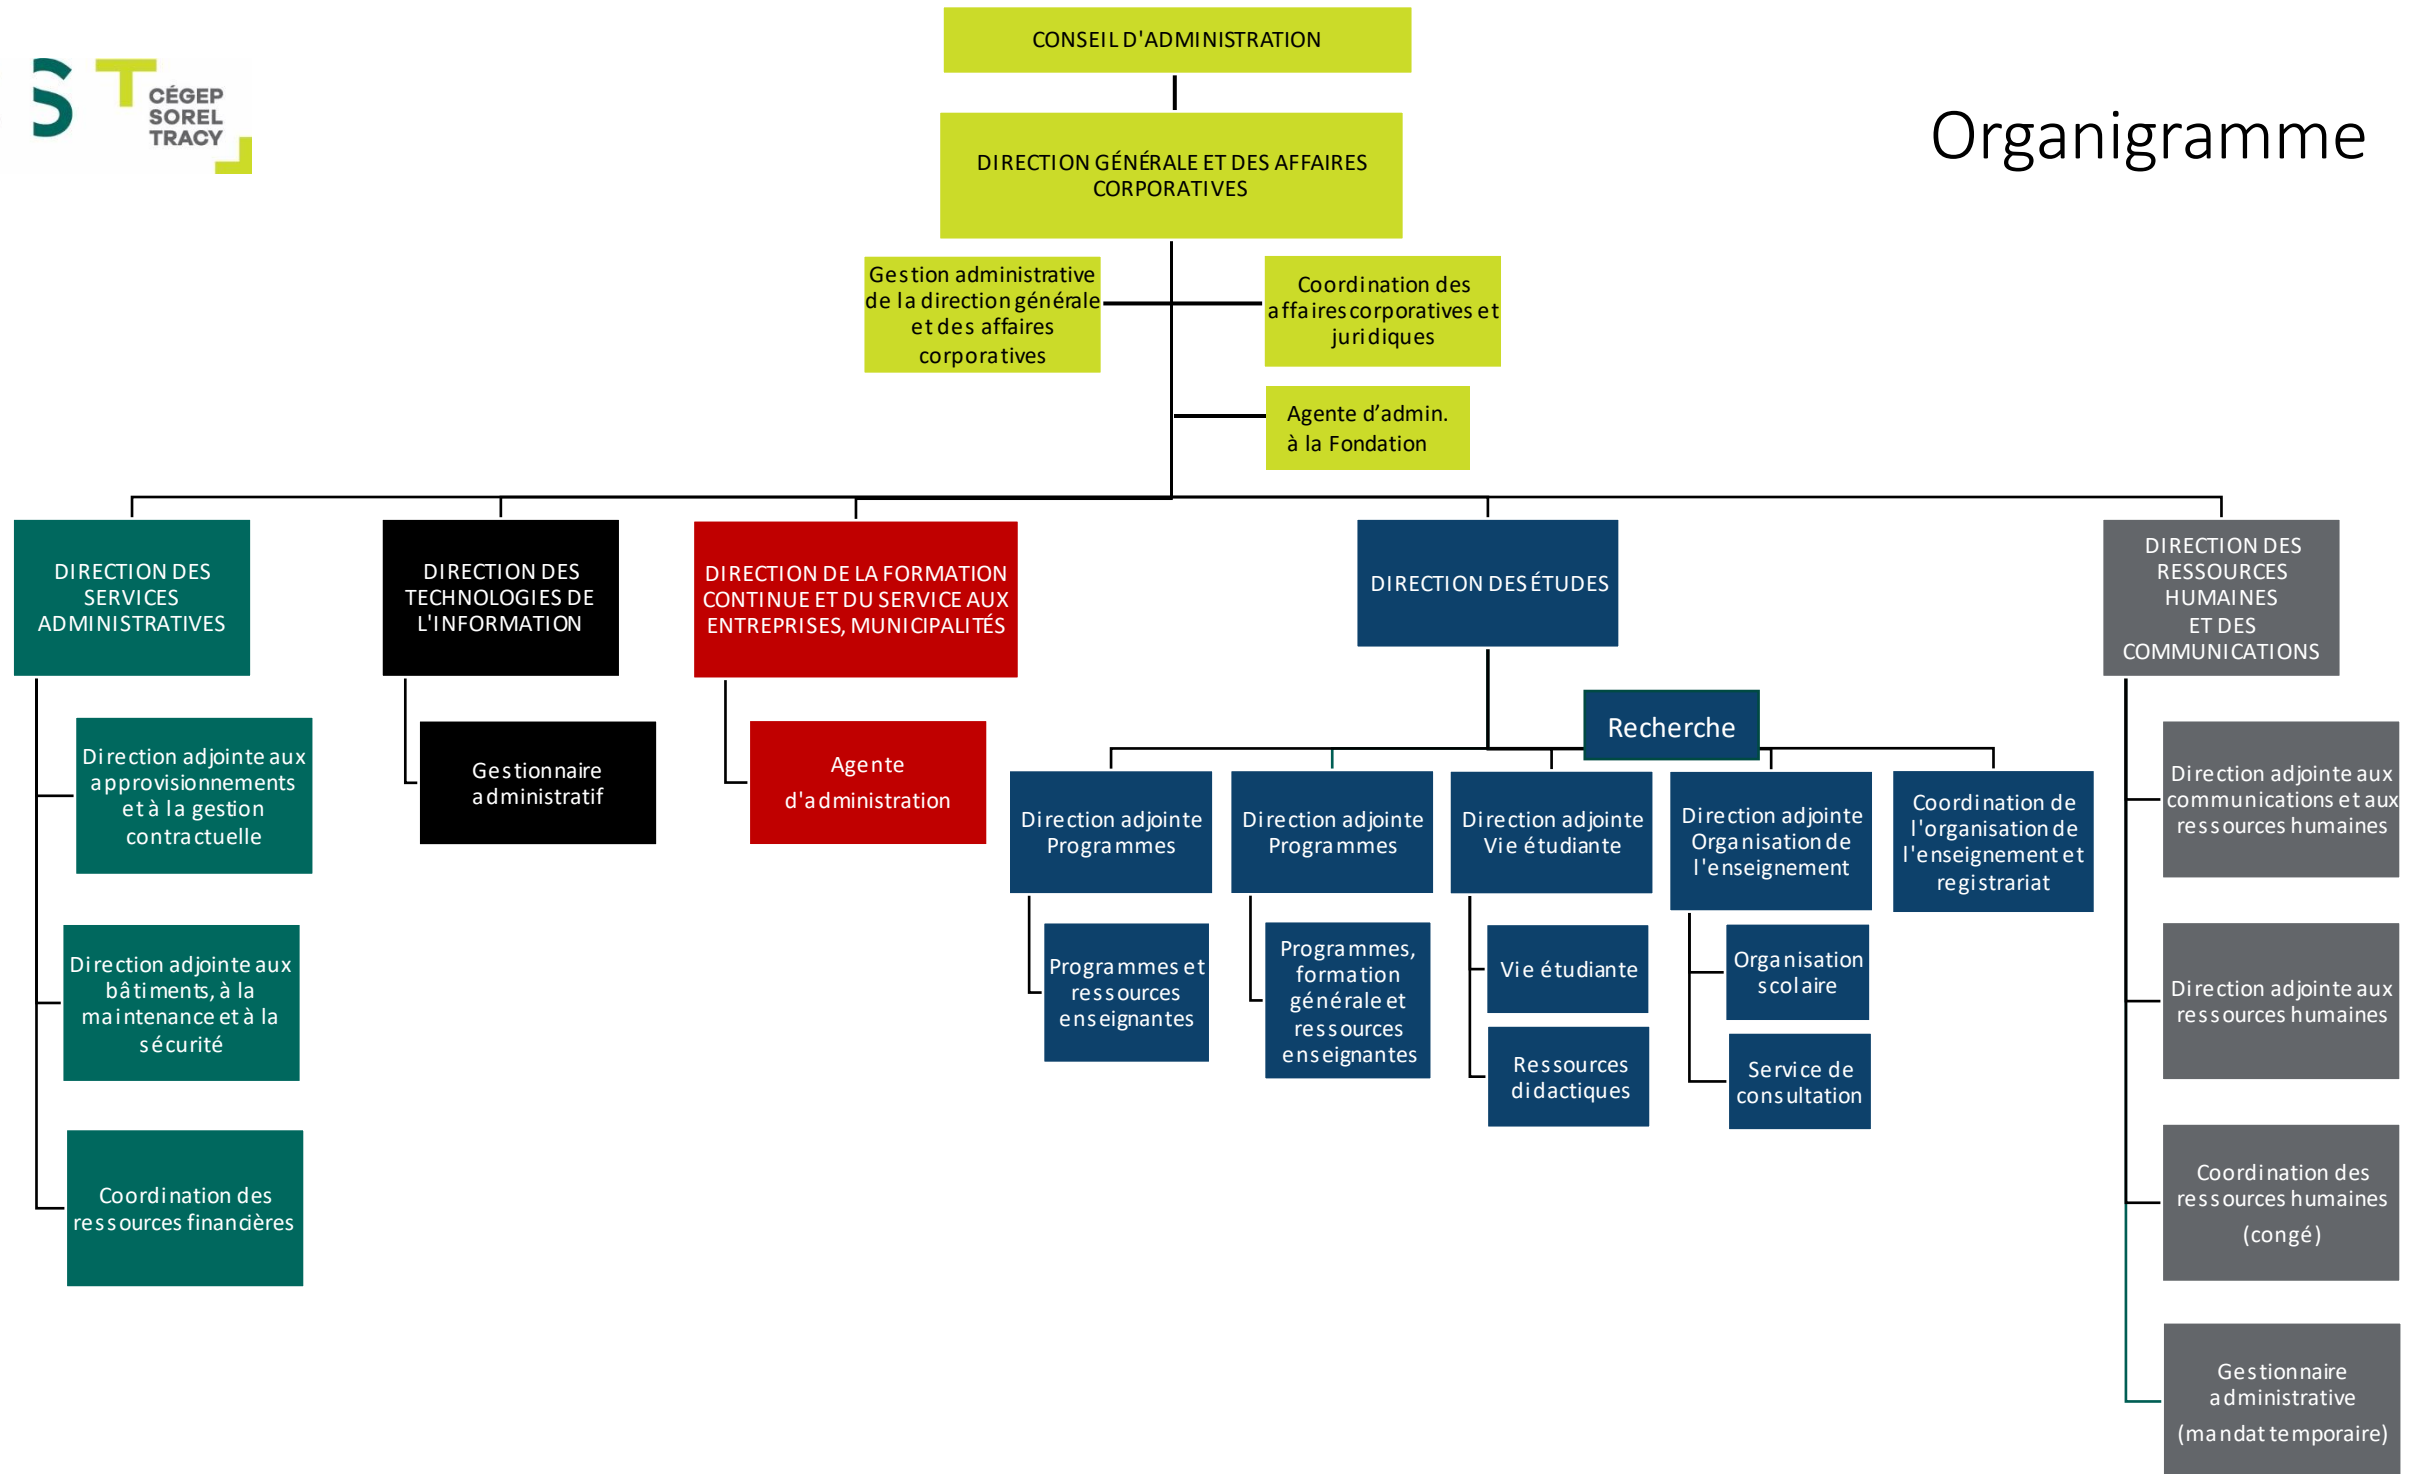 ST
CÉGEP
SOREL
TRACY
Organigramme
CONSEIL D'ADMINISTRATION
DIRECTION GÉNÉRALE ET DES AFFAIRES
CORPORATIVES
Gestion administrative
de la direction générale
et des affaires
corporatives
Coordination des
affaires corporatives et
juridiques
Agente d’admin.
à la Fondation
DIRECTION DES
SERVICES
ADMINISTRATIVES
DIRECTION DES
TECHNOLOGIES DE
L'INFORMATION
DIRECTION DE LA FORMATION
CONTINUE ET DU SERVICE AUX
ENTREPRISES, MUNICIPALITÉS
DIRECTION DES ÉTUDES
DIRECTION DES
RESSOURCES
HUMAINES
ET DES
COMMUNICATIONS
Direction adjointe aux
approvisionnements
et à la gestion
contractuelle
Direction adjointe aux
bâtiments, à la
maintenance et à la
sécurité
Coordination des
ressources financières
Gestionnaire
administratif
Agente
d'administration
Recherche
Direction adjointe
Programmes
Direction adjointe
Programmes
Direction adjointe
Vie étudiante
Direction adjointe
Organisation de
l'enseignement
Coordination de
l'organisation de
l'enseignement et
registrariat
Programmes et
ressources
enseignantes
Programmes,
formation
générale et
ressources
enseignantes
Vie étudiante
Ressources
didactiques
Organisation
scolaire
Service de
consultation
Direction adjointe aux
communications et aux
ressources humaines
Direction adjointe aux
ressources humaines
Coordination des
ressources humaines
(congé)
Gestionnaire
administrative
(mandat temporaire)